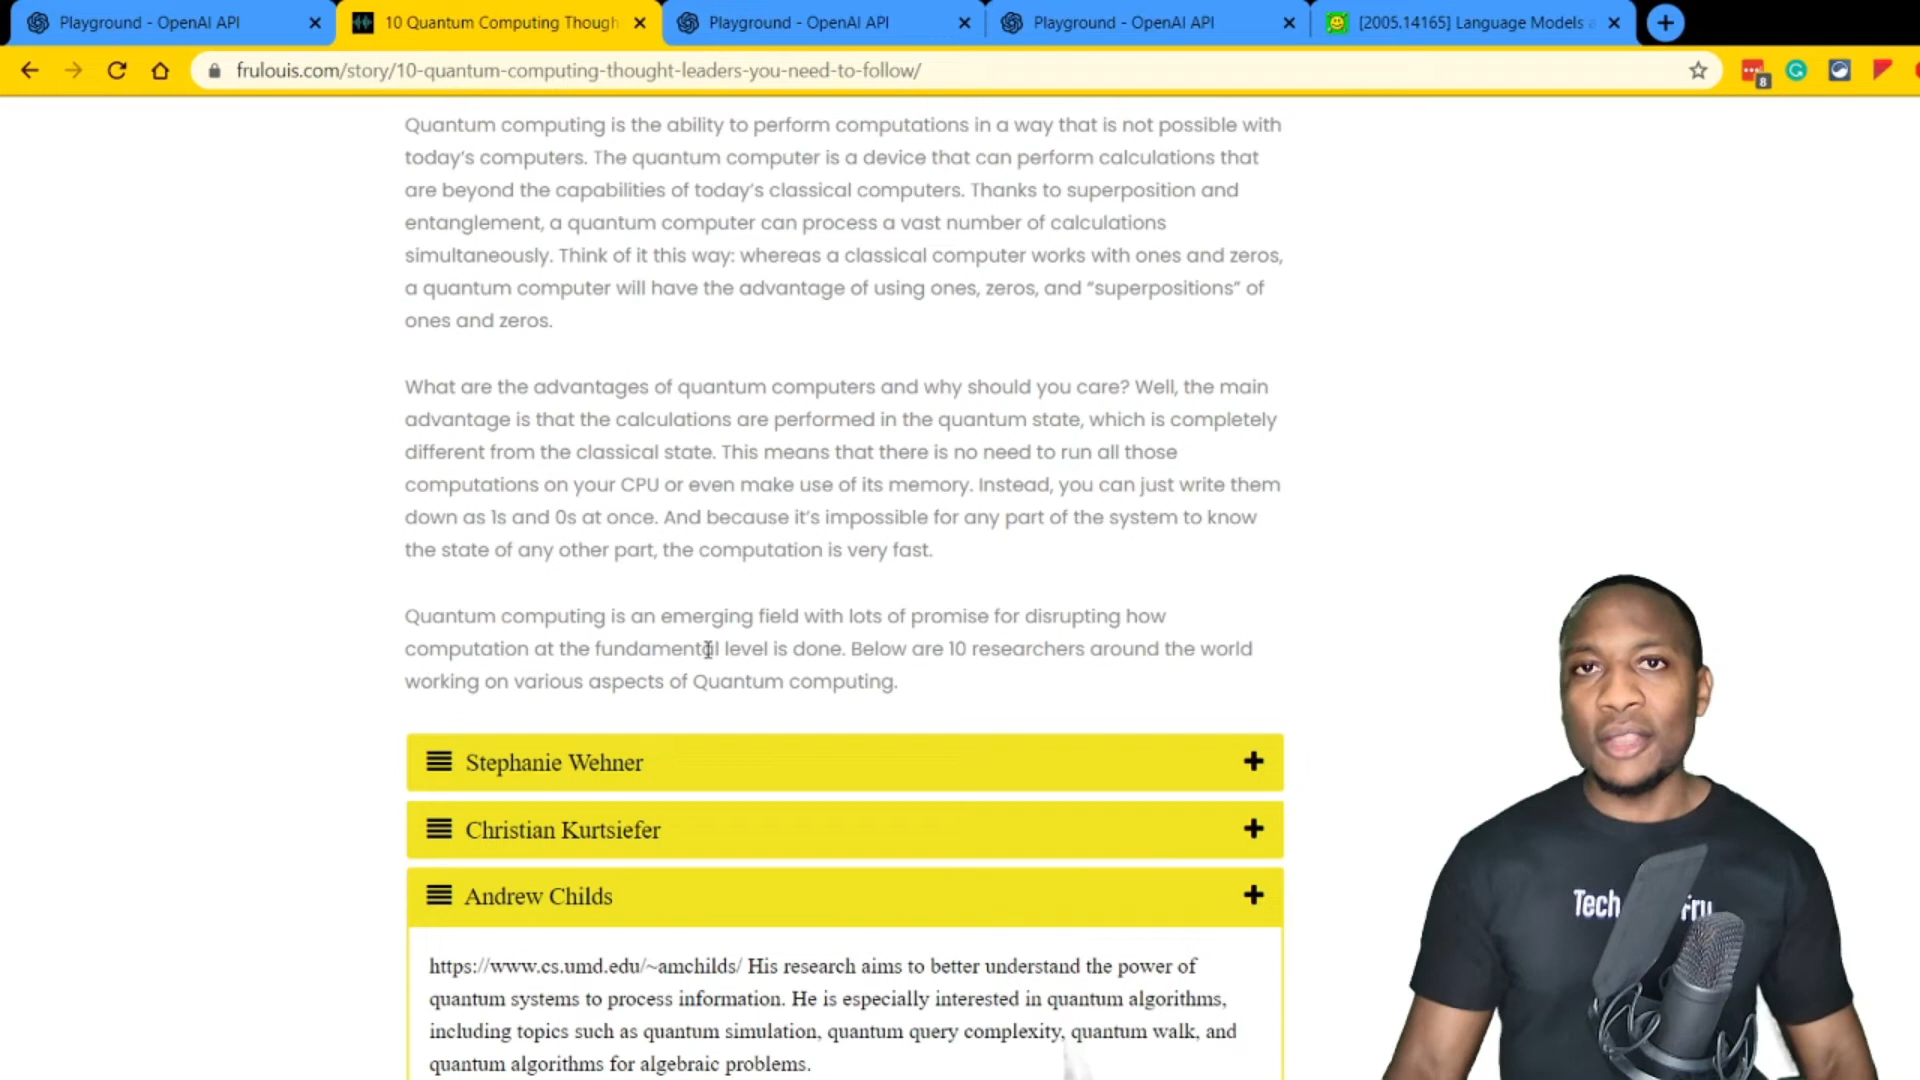 Playground - OpenAI API
10 Quantum Computing Though
Playground - OpenAI API
Playground - OpenAI API
[2005.14165] Language Models
frulouis.com/story/10-quantum-computing-thought-leaders-you-need-to-follow/
8
Quantum computing is the ability to perform computations in a way that is not possible with
today's computers. The quantum computer is a device that can perform calculations that
are beyond the capabilities of today's classical computers. Thanks to superposition and
entanglement, a quantum computer can process a vast number of calculations
simultaneously. Think of it this way: whereas a classical computer works with ones and zeros,
a quantum computer will have the advantage of using ones, zeros, and “superpositions” of
ones and zeros.
What are the advantages of quantum computers and why should you care? Well, the main
advantage is that the calculations are performed in the quantum state, which is completely
different from the classical state. This means that there is no need to run all those
computations on your CPU or even make use of its memory. Instead, you can just write them
down as 1s and 0s at once. And because it's impossible for any part of the system to know
the state of any other part, the computation is very fast.
Quantum computing is an emerging field with lots of promise for disrupting how
computation at the fundamental level is done. Below are 10 researchers around the world
working on various aspects of Quantum computing.
Stephanie Wehner
Christian Kurtsiefer
Andrew Childs
https://www.cs.umd.edu/~amchilds/ His research aims to better understand the power of
quantum systems to process information. He is especially interested in quantum algorithms,
including topics such as quantum simulation, quantum query complexity, quantum walk, and
quantum algorithms for algebraic problems.
Tech